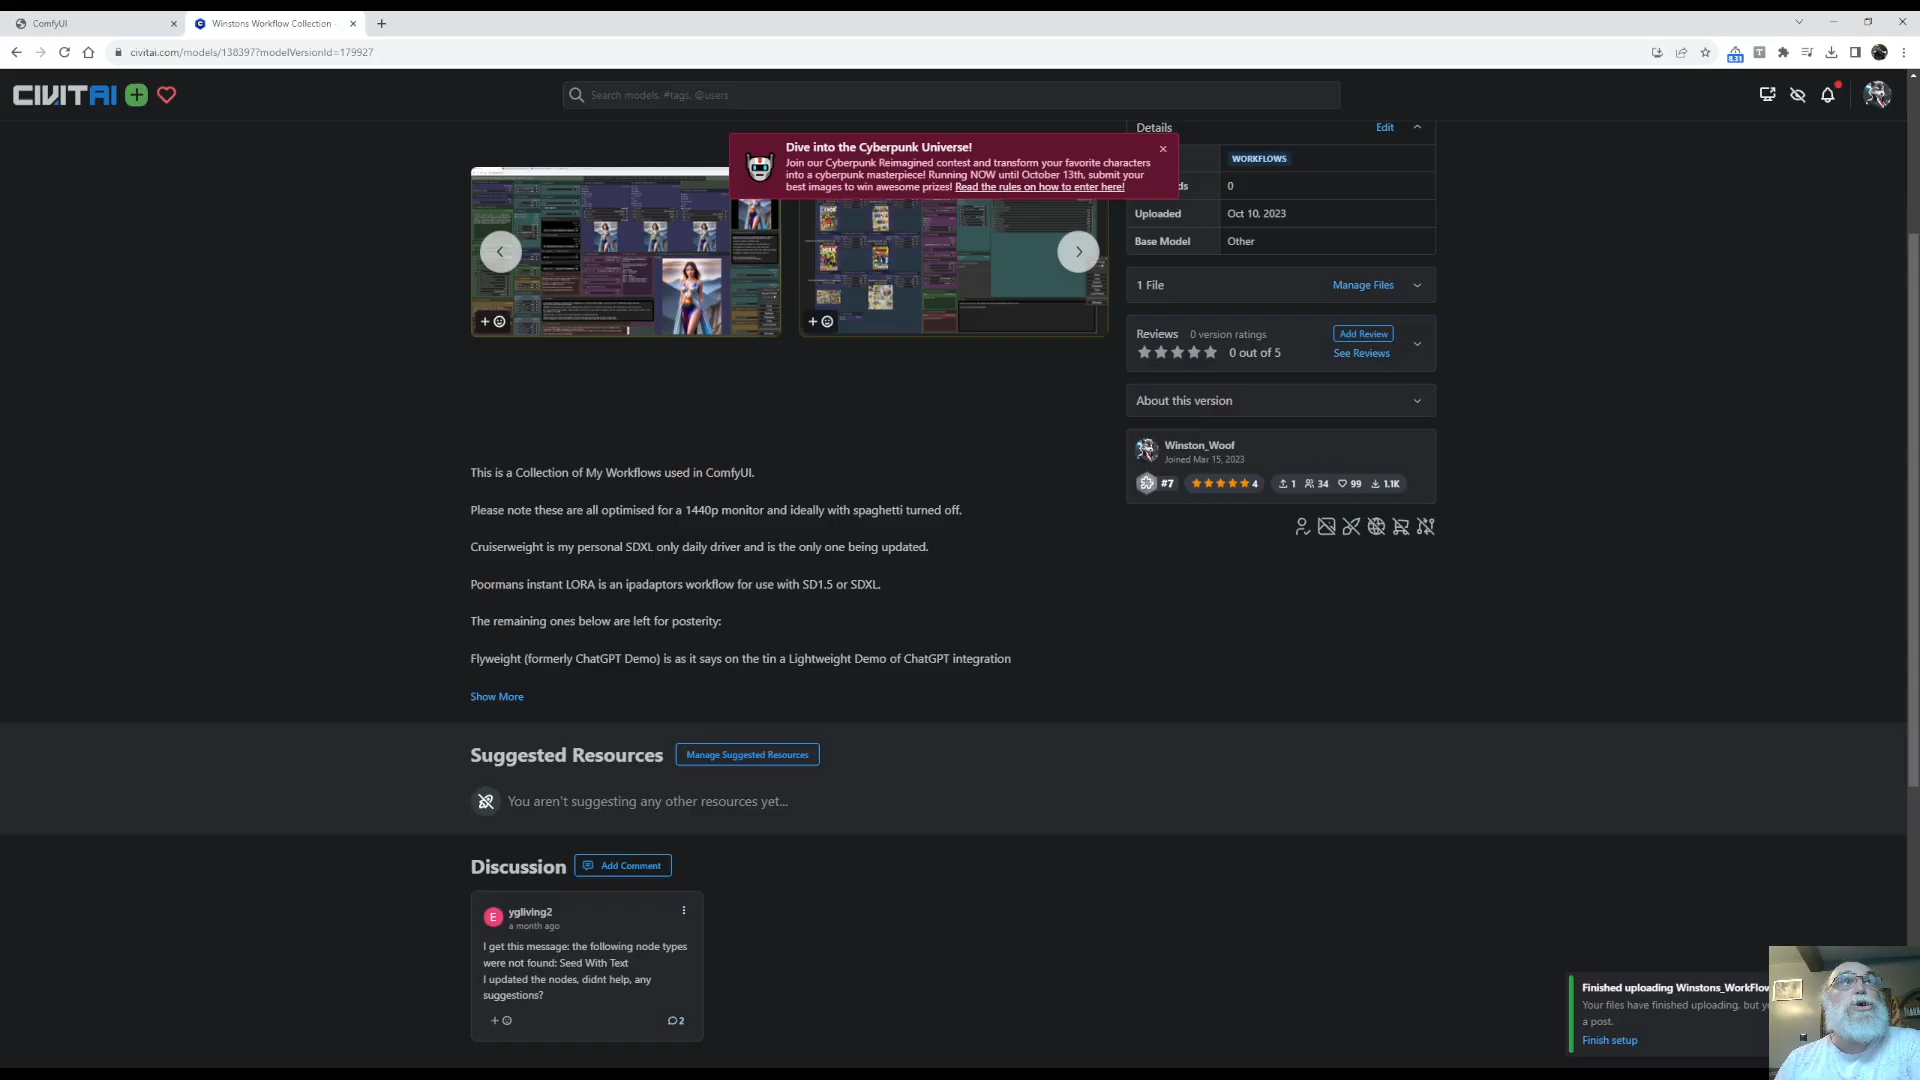 ComfyUI
Winstons Workflow Collection -
civitai.com/models/138397?modelVersionId=179927
8.31
CIVITAI
Search models, #tags, @users
Dive into the Cyberpunk Universe!
Join our Cyberpunk Reimagined contest and transform your favorite characters
into a cyberpunk masterpiece! Running NOW until October 13th, submit your
best images to win awesome prizes! Read the rules on how to enter here!
Details
Edit
WORKFLOWS
ds 0
Uploaded Oct 10, 2023
Base Model Other
1 File Manage Files
Reviews 0 version ratings Add Review
0 out of 5 See Reviews
About this version
Winston_Woof
Joined Mar 15, 2023
#7 4 1 34 99 1.1K
This is a Collection of My Workflows used in ComfyUI.
Please note these are all optimised for a 1440p monitor and ideally with spaghetti turned off.
Cruiserweight is my personal SDXL only daily driver and is the only one being updated.
Poormans instant LORA is an ipadaptors workflow for use with SD1.5 or SDXL.
The remaining ones below are left for posterity:
Flyweight (formerly ChatGPT Demo) is as it says on the tin a Lightweight Demo of ChatGPT integration
Show More
Suggested Resources Manage Suggested Resources
You aren't suggesting any other resources yet...
Discussion Add Comment
E ygliving2
a month ago
I get this message: the following node types
were not found: Seed With Text
I updated the nodes, didnt help, any
suggestions?
2
Finished uploading Winstons_WorkFlow
Your files have finished uploading, but y
a post.
Finish setup